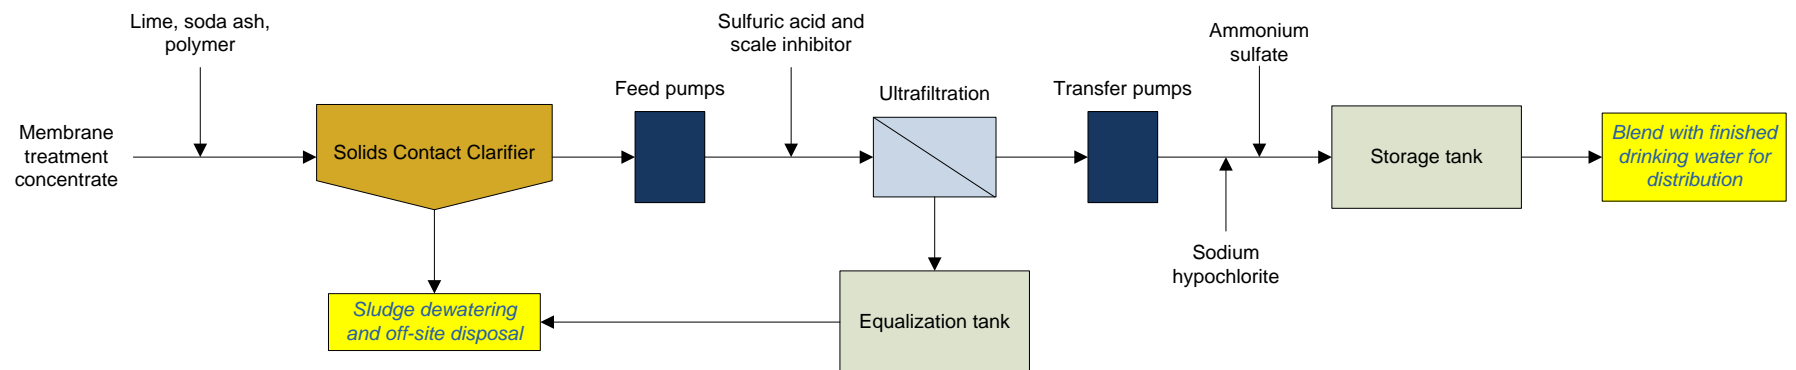 Lime, soda ash,
polymer
Sulfuric acid and
scale inhibitor
Ammonium
sulfate
Feed pumps
Ultrafiltration
Transfer pumps
Membrane
treatment
concentrate
Solids Contact Clarifier
Storage tank
Blend with finished
drinking water for
distribution
Sodium
hypochlorite
Sludge dewatering
and off-site disposal
Equalization tank